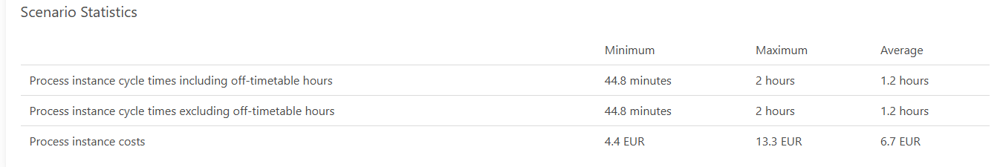 Scenario Statistics
Minimum Maximum Average
Process instance cycle times including off-timetable hours 44.8 minutes 2 hours 1.2 hours
Process instance cycle times excluding off-timetable hours 44.8 minutes 2 hours 1.2 hours
Process instance costs 4.4 EUR 13.3 EUR 6.7 EUR